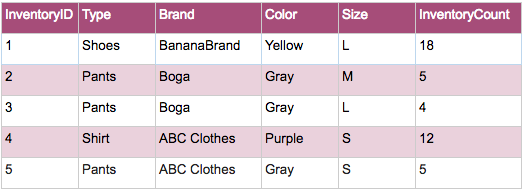 InventoryID Type Brand Color Size InventoryCount
1 Shoes BananaBrand Yellow L 18
2 Pants Boga Gray M 5
3 Pants Boga Gray L 4
4 Shirt ABC Clothes Purple S 12
5 Pants ABC Clothes Gray S 5